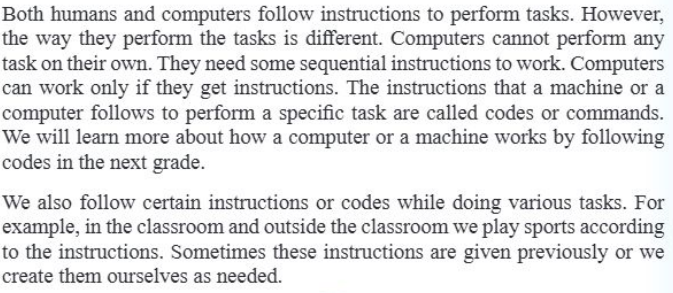 Both humans and computers follow instructions to perform tasks. However,
the way they perform the tasks is different. Computers cannot perform any
task on their own. They need some sequential instructions to work. Computers
can work only if they get instructions. The instructions that a machine or a
computer follows to perform a specific task are called codes or commands.
We will learn more about how a computer or a machine works by following
codes in the next grade.
We also follow certain instructions or codes while doing various tasks. For
example, in the classroom and outside the classroom we play sports according
to the instructions. Sometimes these instructions are given previously or we
create them ourselves as needed.